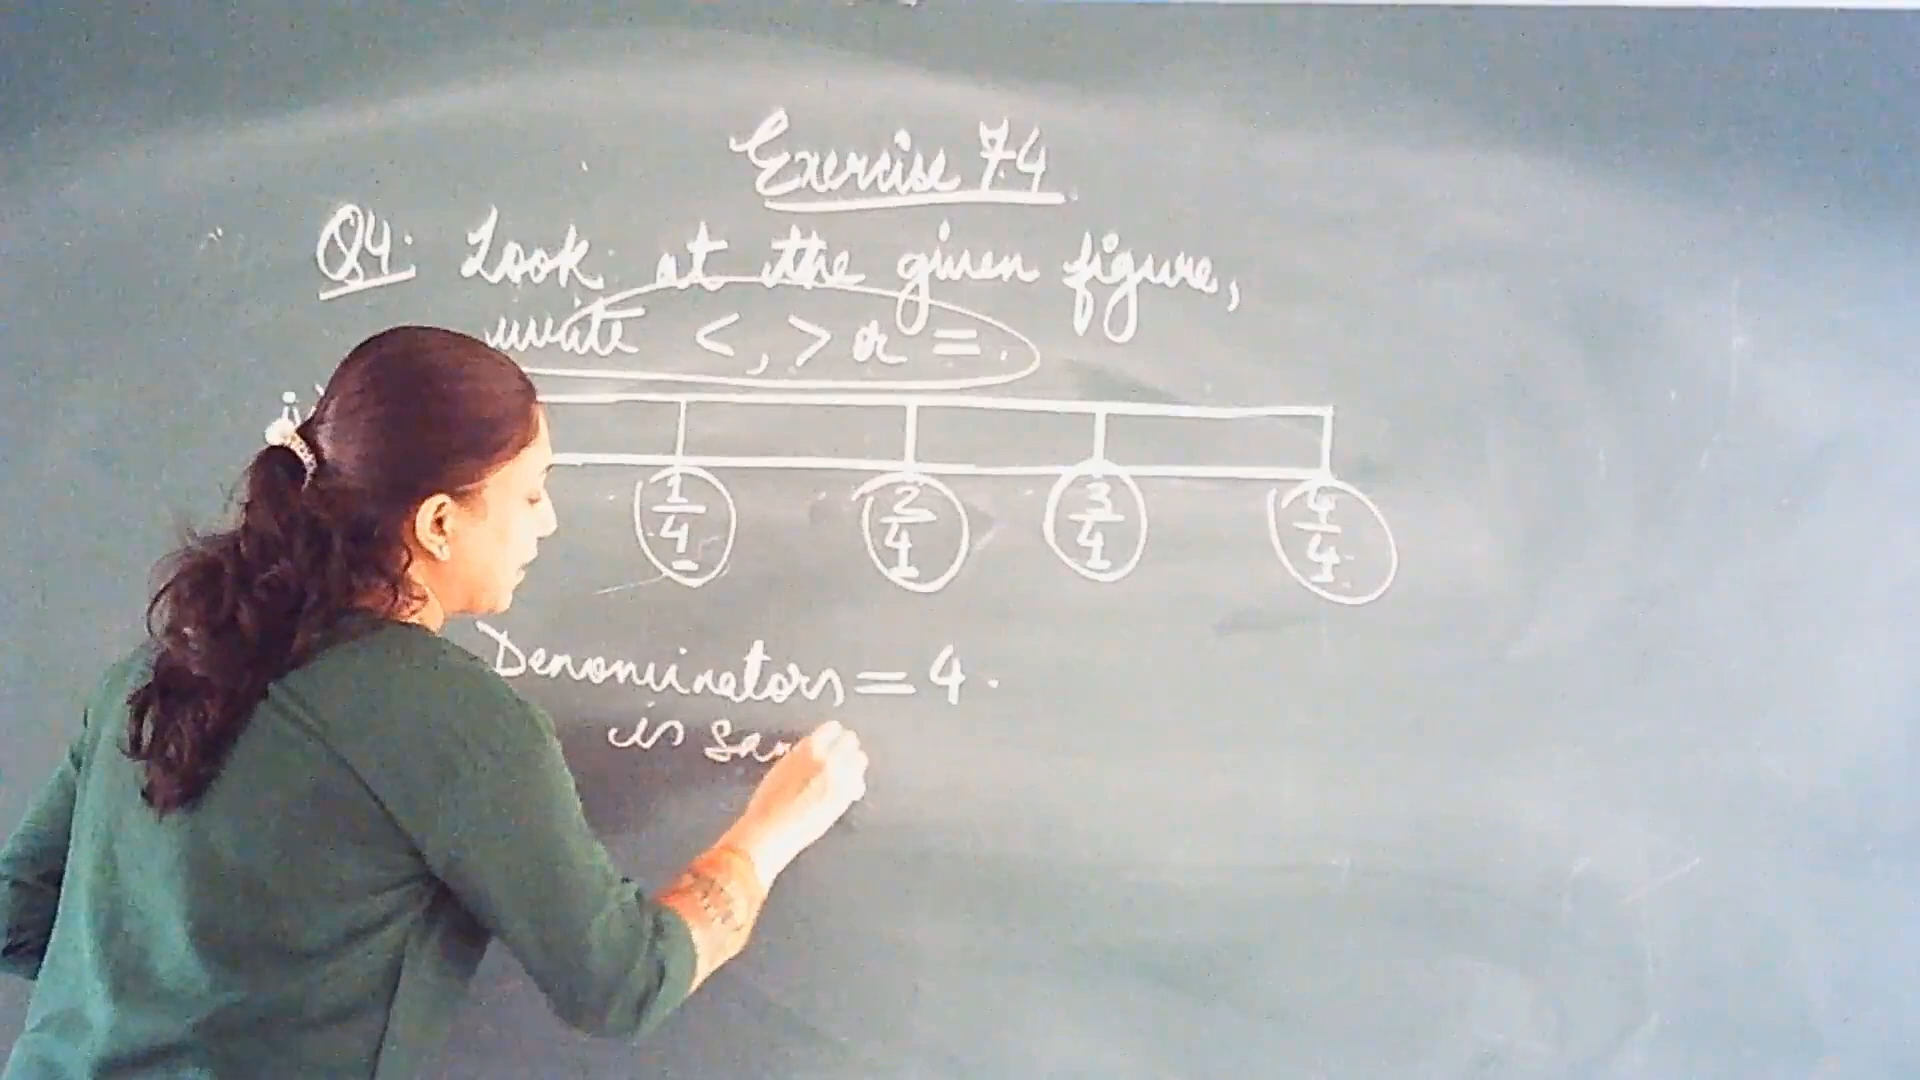 Exercise 7.4
Q4. Look at the given figure,
write <, > or =.
1/4 2/4 3/4 4/4
Denominators = 4.
is sam